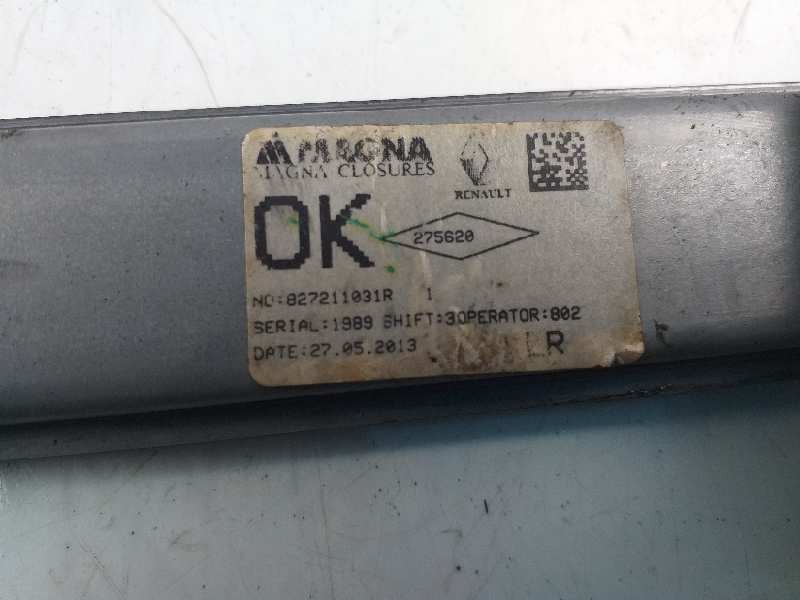 MAGNA
MAGNA CLOSURES
RENAULT
OK
275620
NO:827211031R 1
SERIAL:1989 SHIFT:3OPERATOR:802
DATE:27.05.2013
LR